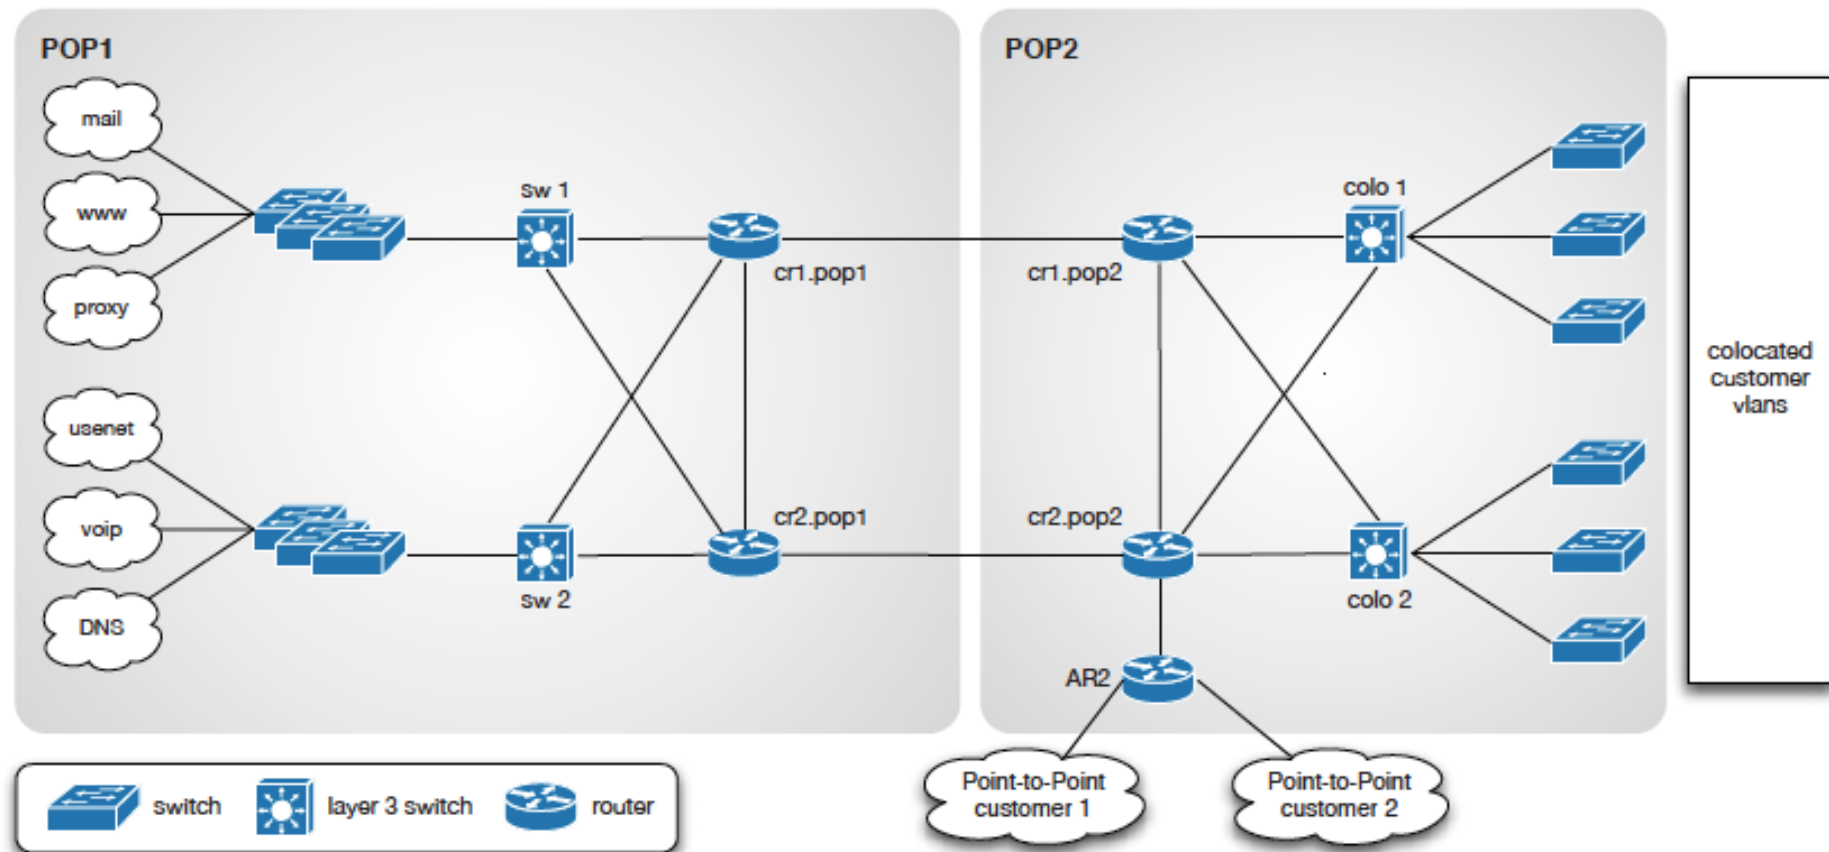 POP1
POP2
mail
www
proxy
usenet
voip
DNS
sw 1
sw 2
cr1.pop1
cr2.pop1
cr1.pop2
cr2.pop2
colo 1
colo 2
AR2
colocated
customer
vlans
Point-to-Point
customer 1
Point-to-Point
customer 2
switch
layer 3 switch
router